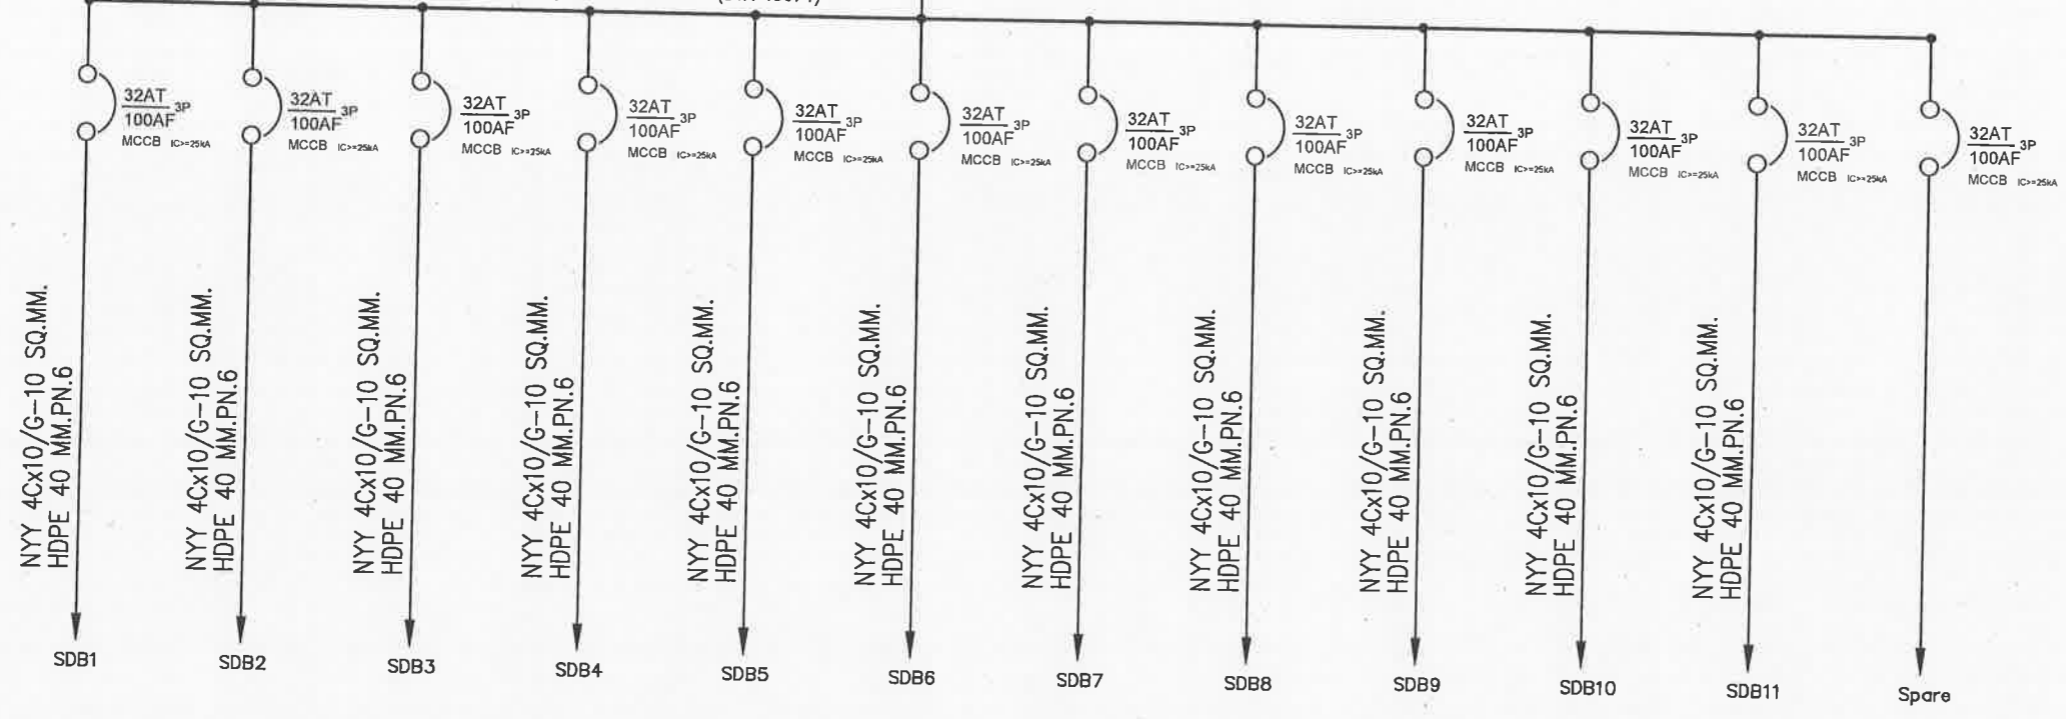 32AT
100AF 3P
MCCB IC>=25kA
32AT
100AF 3P
MCCB IC>=25kA
32AT
100AF 3P
MCCB IC>=25kA
32AT
100AF 3P
MCCB IC>=25kA
32AT
100AF 3P
MCCB IC>=25kA
32AT
100AF 3P
MCCB IC>=25kA
32AT
100AF 3P
MCCB IC>=25kA
32AT
100AF 3P
MCCB IC>=25kA
32AT
100AF 3P
MCCB IC>=25kA
32AT
100AF 3P
MCCB IC>=25kA
32AT
100AF 3P
MCCB IC>=25kA
32AT
100AF 3P
MCCB IC>=25kA
NYY 4Cx10/G-10 SQ.MM.
HDPE 40 MM.PN.6
NYY 4Cx10/G-10 SQ.MM.
HDPE 40 MM.PN.6
NYY 4Cx10/G-10 SQ.MM.
HDPE 40 MM.PN.6
NYY 4Cx10/G-10 SQ.MM.
HDPE 40 MM.PN.6
NYY 4Cx10/G-10 SQ.MM.
HDPE 40 MM.PN.6
NYY 4Cx10/G-10 SQ.MM.
HDPE 40 MM.PN.6
NYY 4Cx10/G-10 SQ.MM.
HDPE 40 MM.PN.6
NYY 4Cx10/G-10 SQ.MM.
HDPE 40 MM.PN.6
NYY 4Cx10/G-10 SQ.MM.
HDPE 40 MM.PN.6
NYY 4Cx10/G-10 SQ.MM.
HDPE 40 MM.PN.6
NYY 4Cx10/G-10 SQ.MM.
HDPE 40 MM.PN.6
SDB1
SDB2
SDB3
SDB4
SDB5
SDB6
SDB7
SDB8
SDB9
SDB10
SDB11
Spare